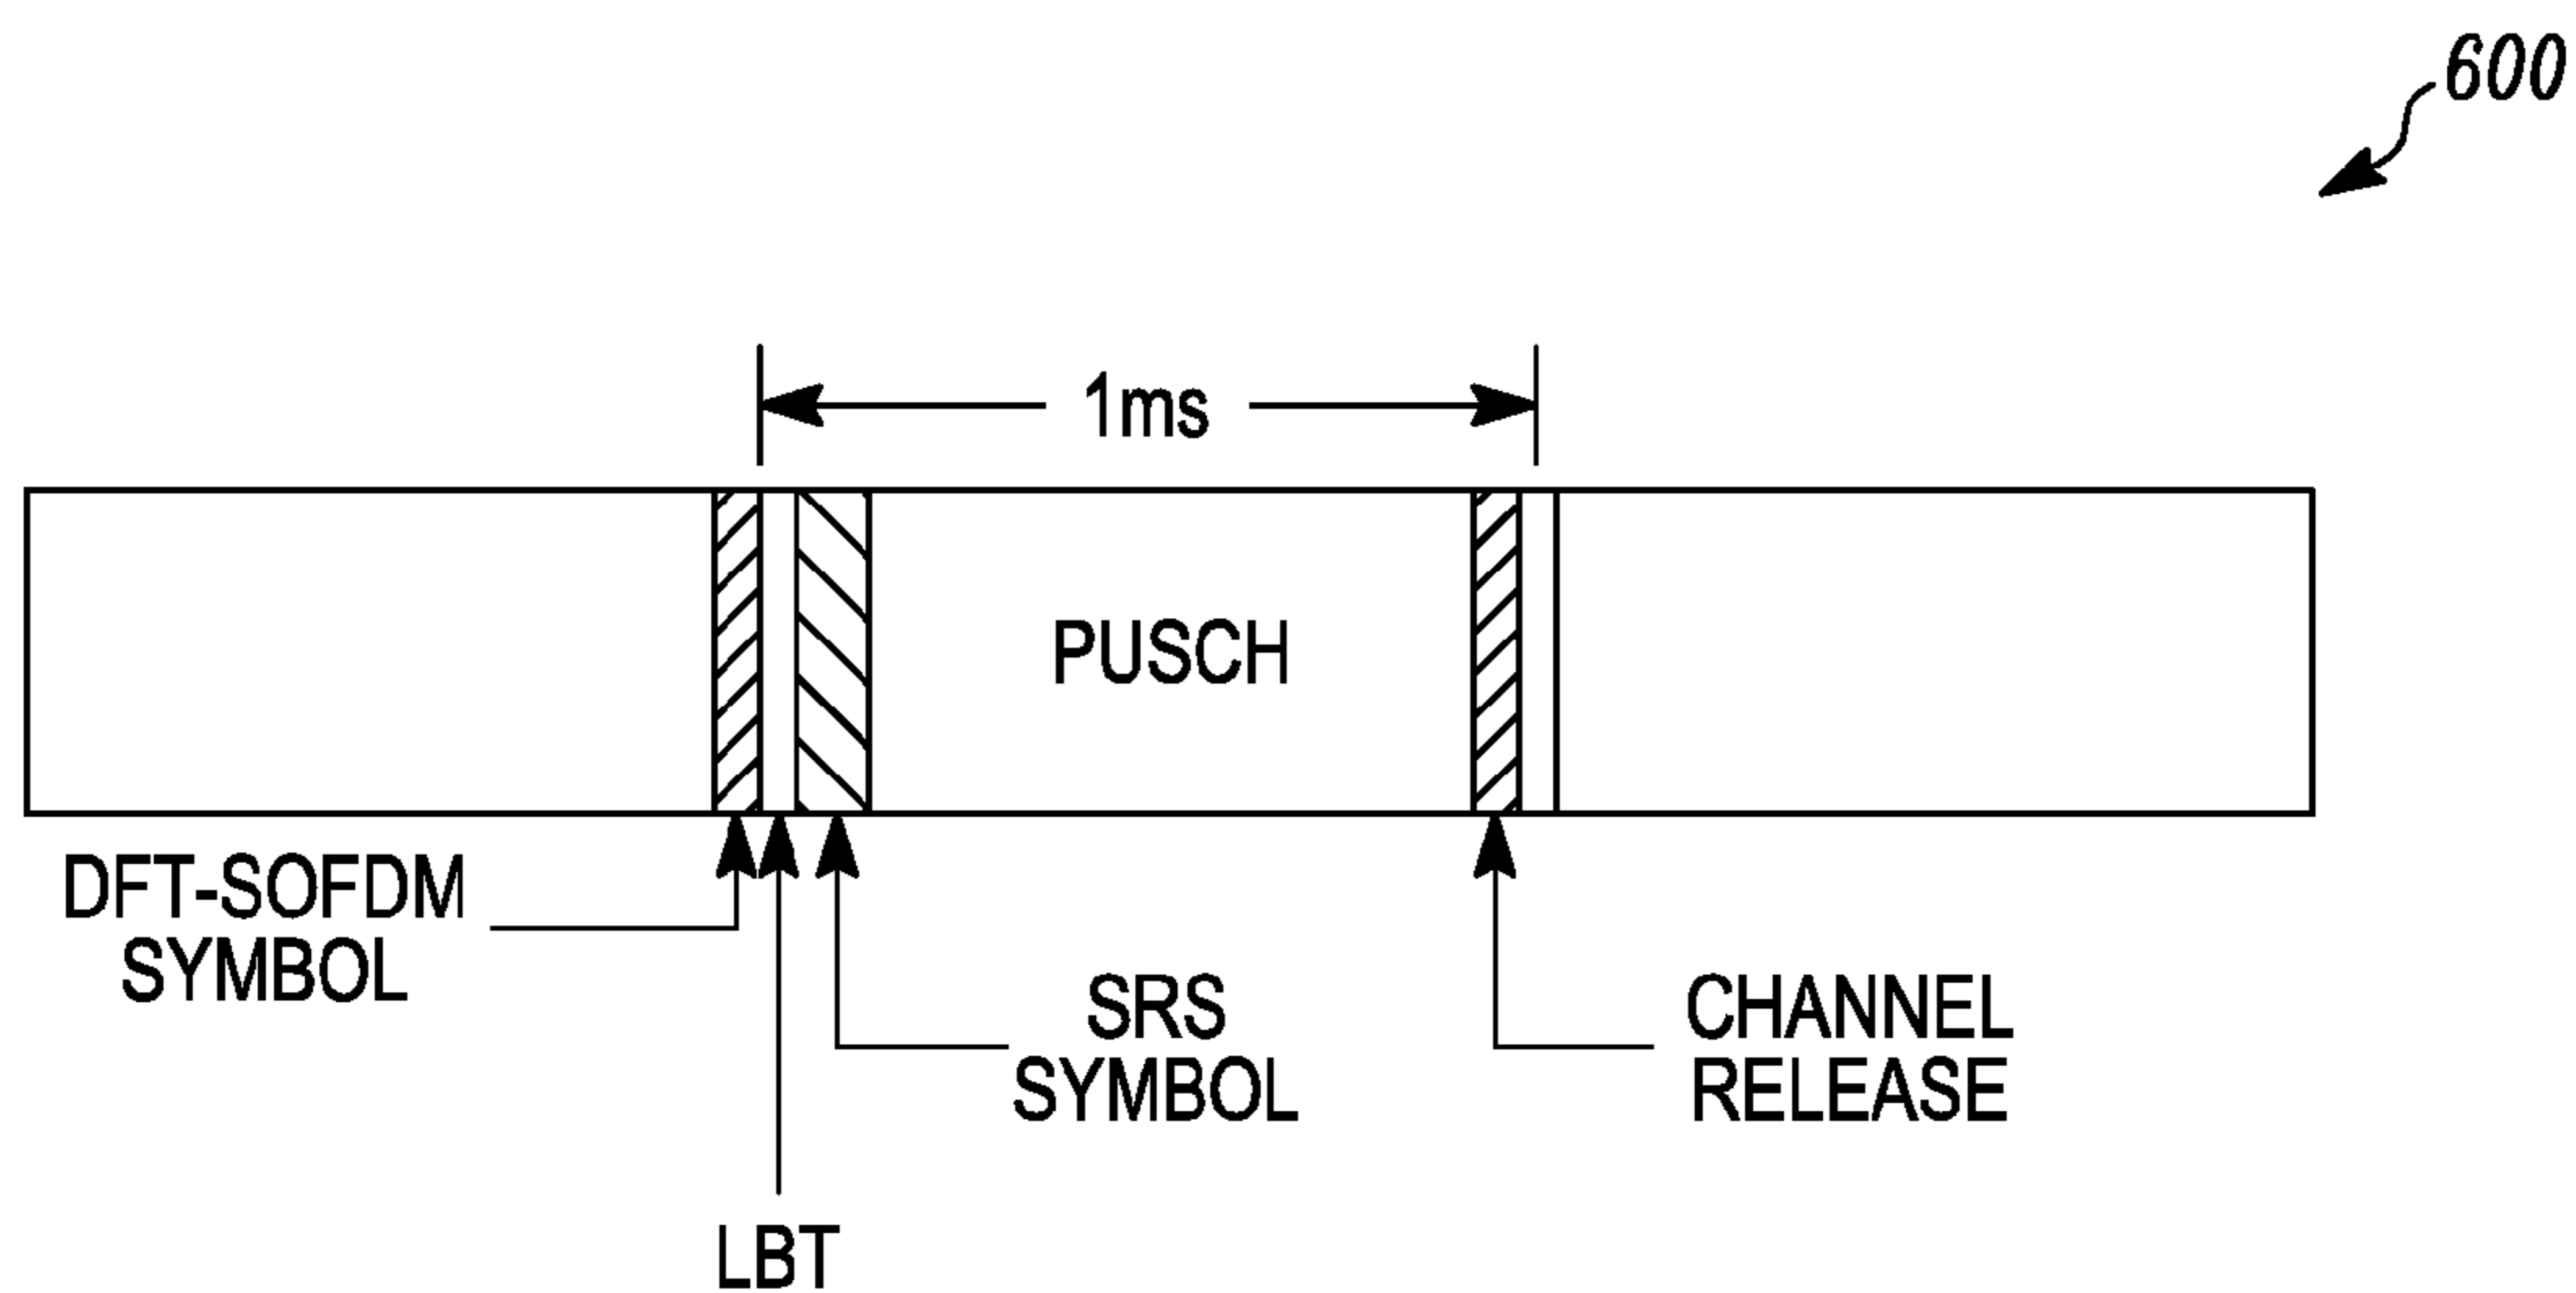 600
1ms
PUSCH
DFT-SOFDM
SYMBOL
SRS
SYMBOL
CHANNEL
RELEASE
LBT